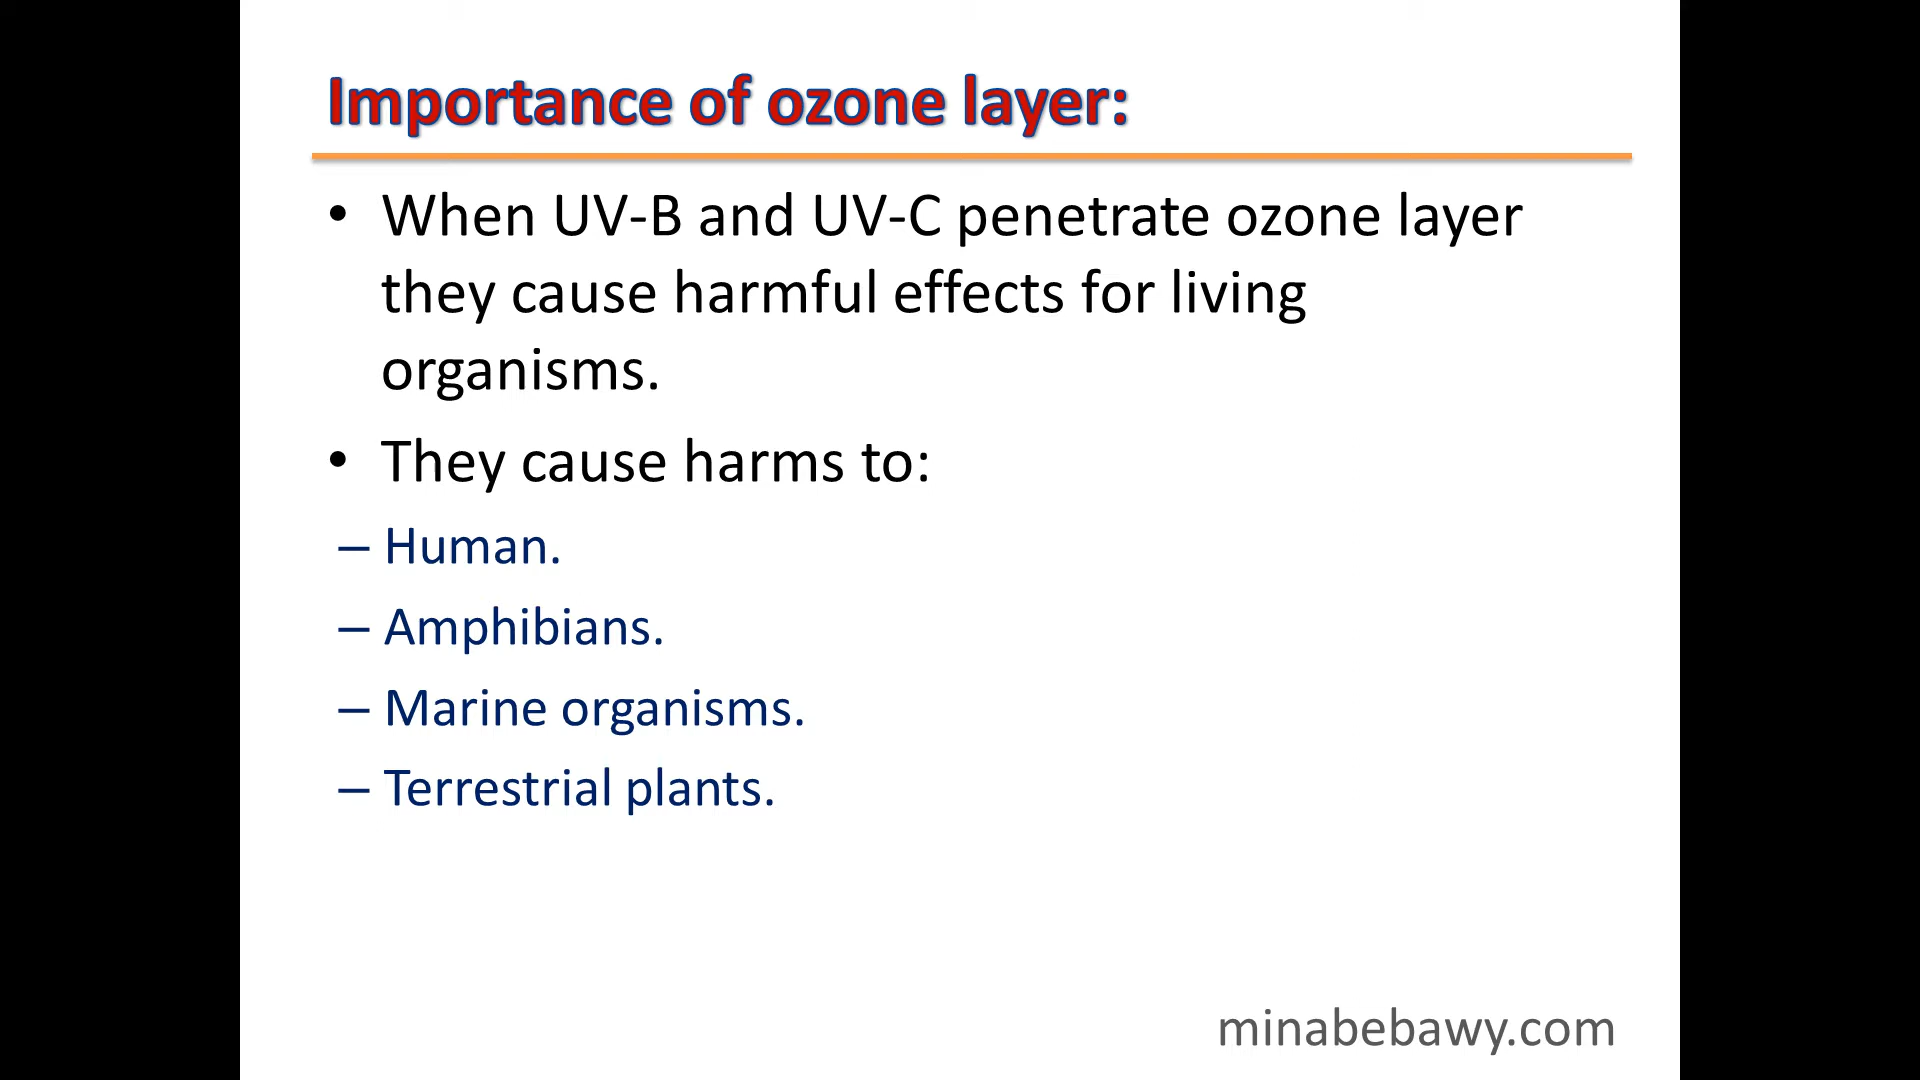 Importance of ozone layer:
• When UV-B and UV-C penetrate ozone layer
they cause harmful effects for living
organisms.
• They cause harms to:
– Human.
– Amphibians.
– Marine organisms.
– Terrestrial plants.
minabebawy.com